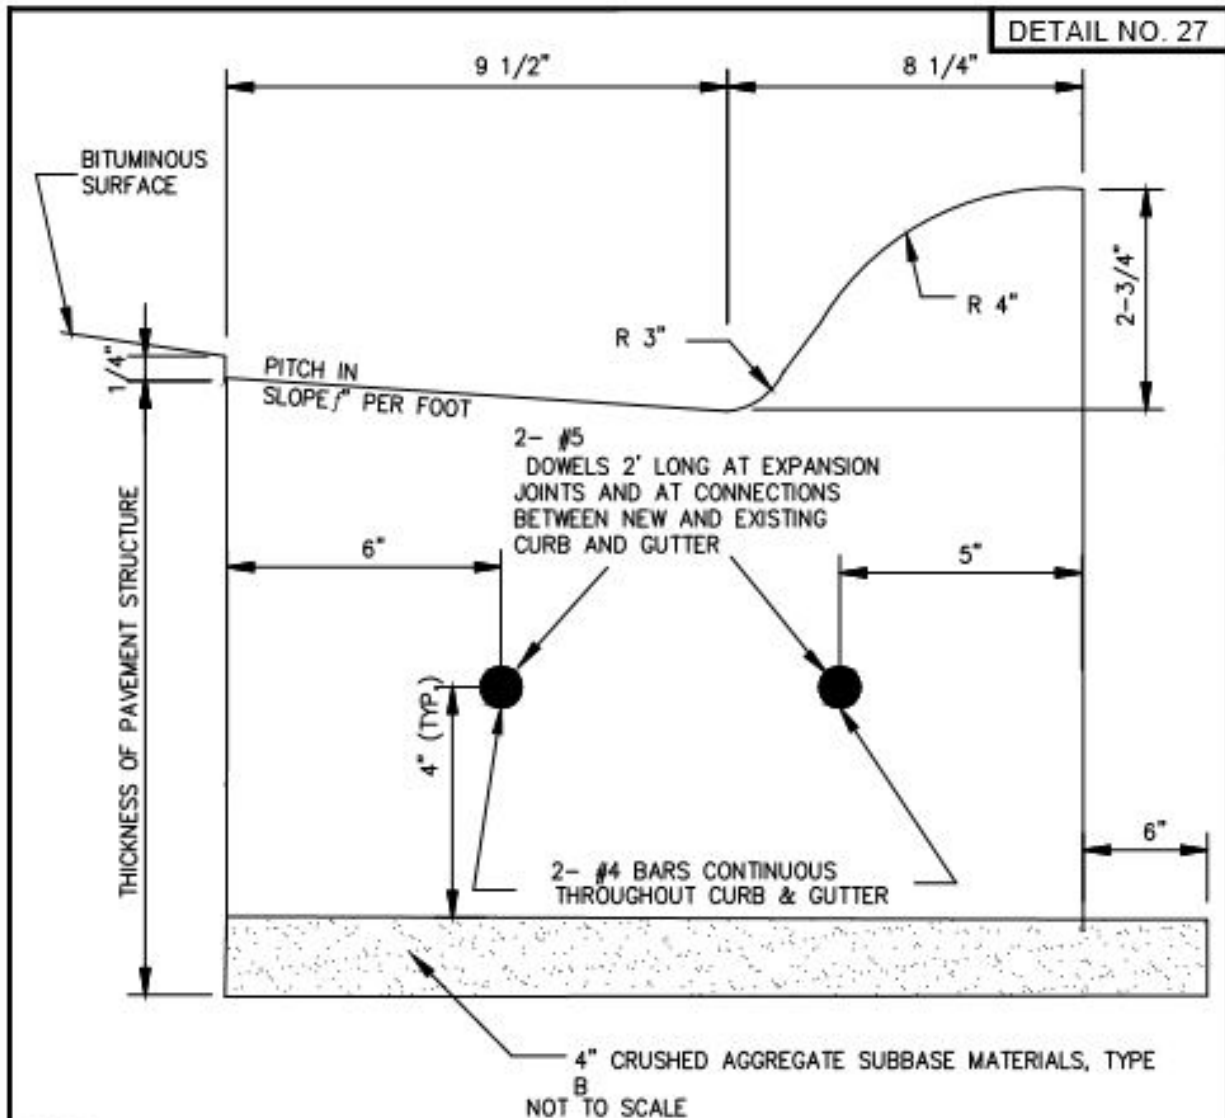 DETAIL NO. 27
9 1/2"
8 1/4"
BITUMINOUS
SURFACE
2-3/4"
R 4"
R 3"
1/4"
PITCH IN
SLOPE ƒ" PER FOOT
2- #5
DOWELS 2' LONG AT EXPANSION
JOINTS AND AT CONNECTIONS
BETWEEN NEW AND EXISTING
CURB AND GUTTER
6"
5"
THICKNESS OF PAVEMENT STRUCTURE
4" (TYP.)
6"
2- #4 BARS CONTINUOUS
THROUGHOUT CURB & GUTTER
4" CRUSHED AGGREGATE SUBBASE MATERIALS, TYPE
B
NOT TO SCALE